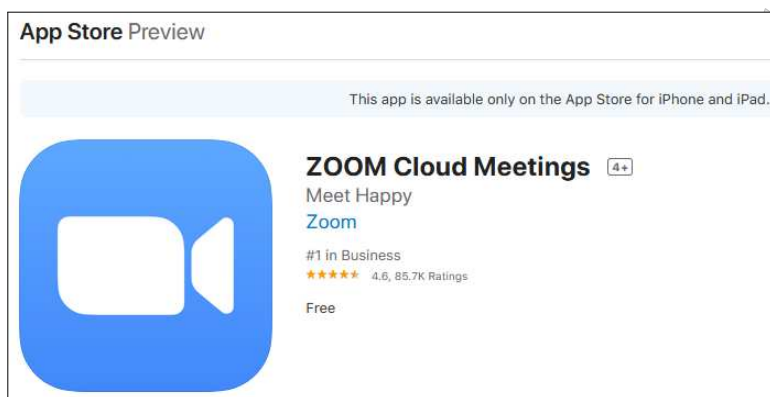 App Store Preview
This app is available only on the App Store for iPhone and iPad.
ZOOM Cloud Meetings 4+
Meet Happy
Zoom
#1 in Business
★★★★★ 4.6, 85.7K Ratings
Free